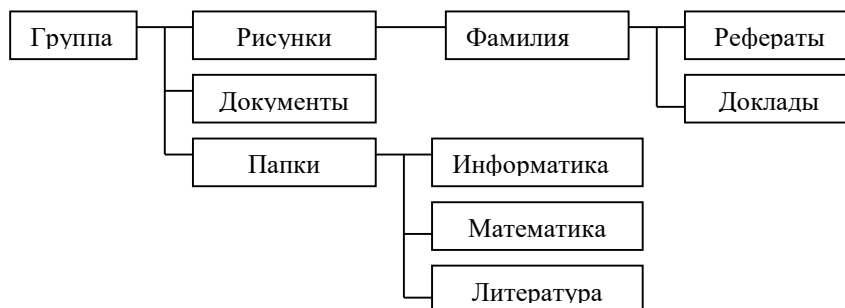 Группа Рисунки Фамилия Рефераты
Документы Доклады
Папки Информатика
Математика
Литература